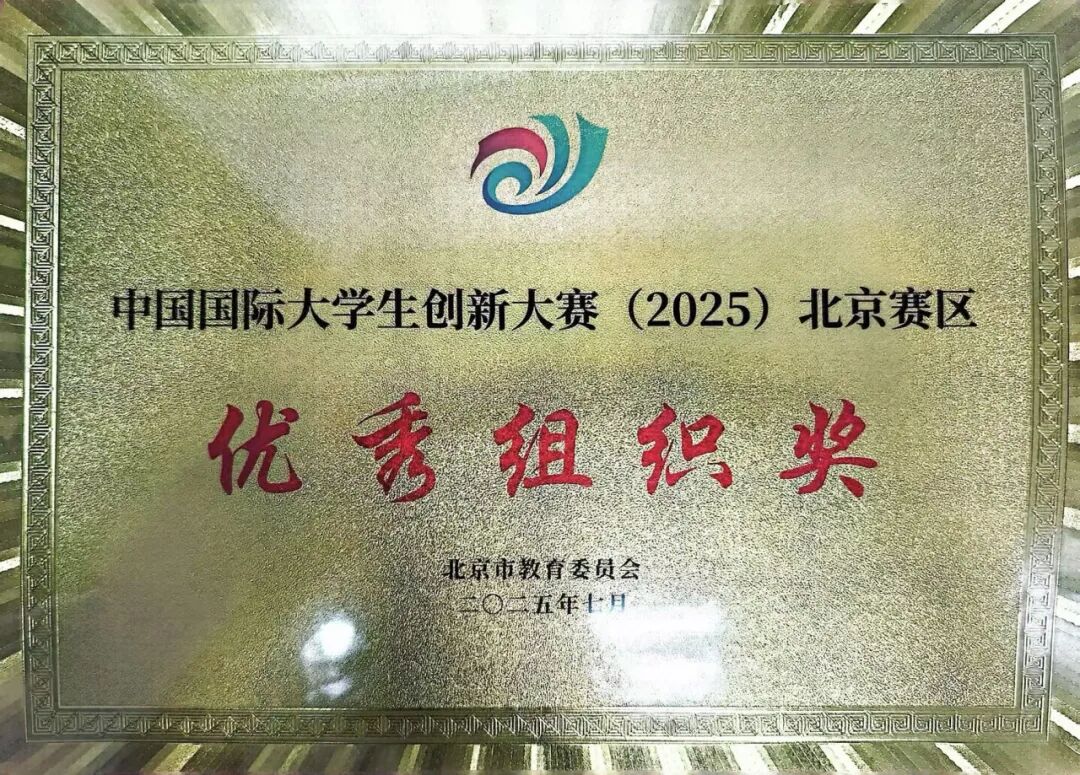 中国国际大学生创新大赛（2025）北京赛区
优秀组织奖
北京市教育委员会
二〇二五年七月